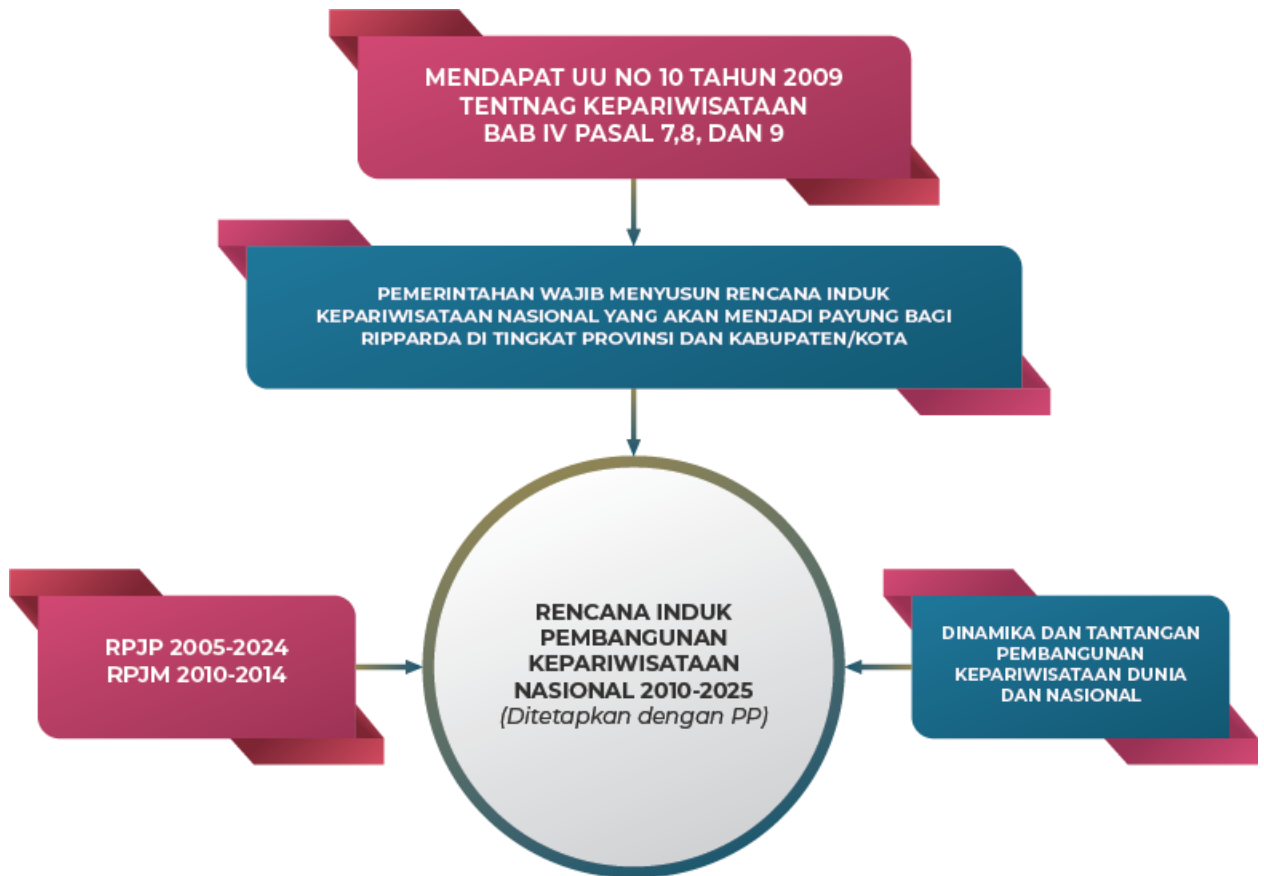 MENDAPAT UU NO 10 TAHUN 2009
TENTNAG KEPARIWISATAAN
BAB IV PASAL 7,8, DAN 9
PEMERINTAHAN WAJIB MENYUSUN RENCANA INDUK
KEPARIWISATAAN NASIONAL YANG AKAN MENJADI PAYUNG BAGI
RIPPARDA DI TINGKAT PROVINSI DAN KABUPATEN/KOTA
RPJP 2005-2024
RPJM 2010-2014
RENCANA INDUK
PEMBANGUNAN
KEPARIWISATAAN
NASIONAL 2010-2025
(Ditetapkan dengan PP)
DINAMIKA DAN TANTANGAN
PEMBANGUNAN
KEPARIWISATAAN DUNIA
DAN NASIONAL